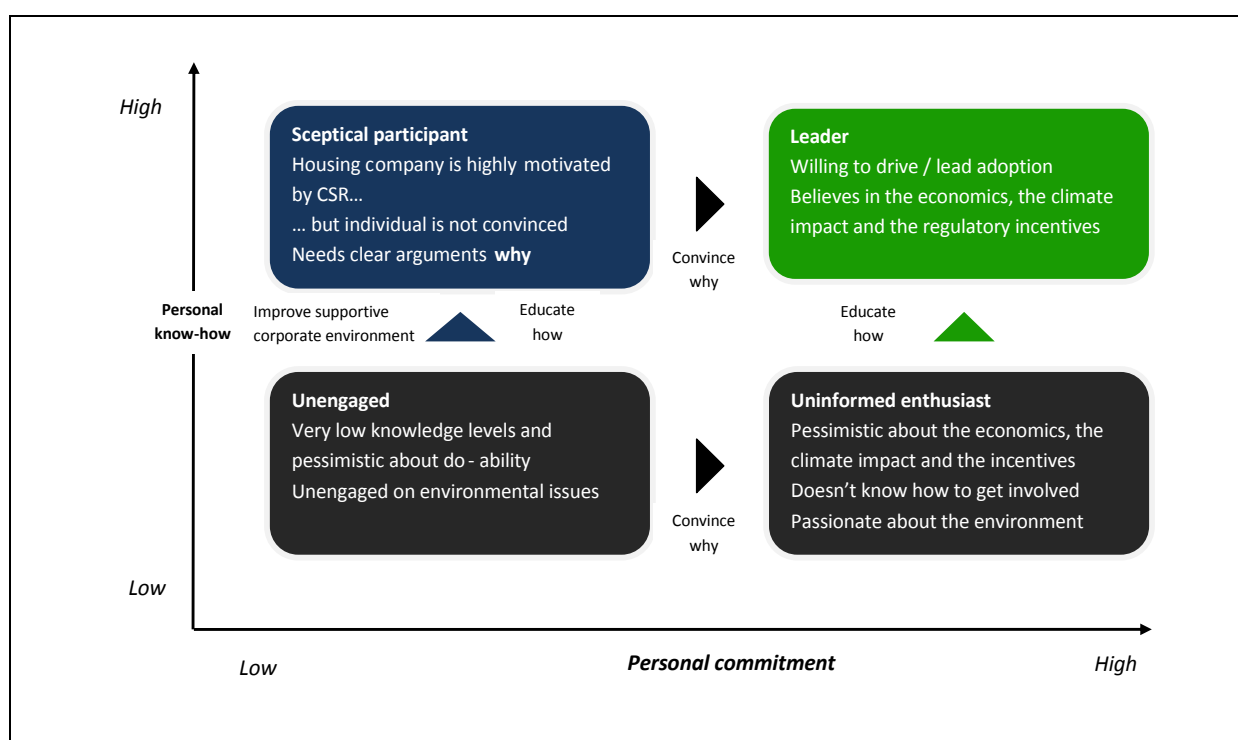 High
Sceptical participant
Housing company is highly motivated
by CSR…
… but individual is not convinced
Needs clear arguments why
Leader
Willing to drive / lead adoption
Believes in the economics, the climate
impact and the regulatory incentives
Convince
why
Personal
know-how
Improve supportive
corporate environment
Educate
how
Educate
how
Unengaged
Very low knowledge levels and
pessimistic about do - ability
Unengaged on environmental issues
Uninformed enthusiast
Pessimistic about the economics, the
climate impact and the incentives
Doesn’t know how to get involved
Passionate about the environment
Convince
why
Low
Low
Personal commitment
High